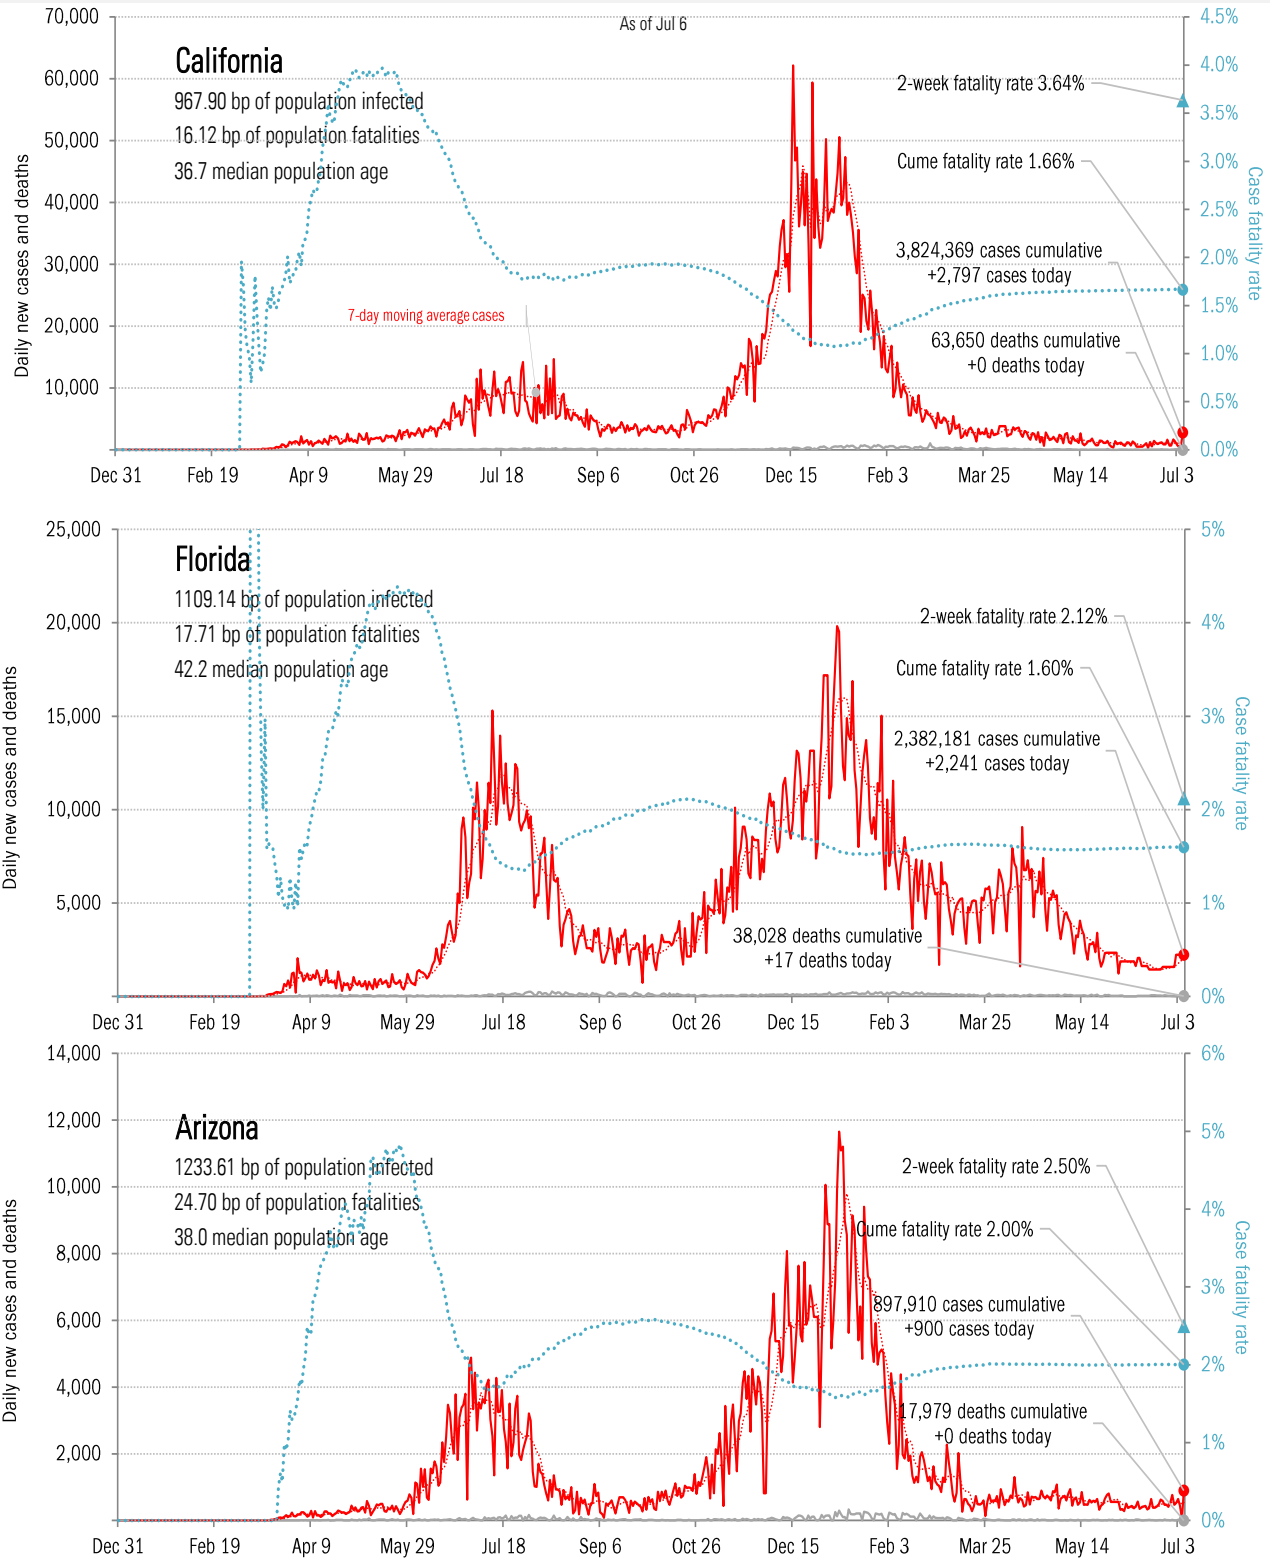 As of Jul 6
California
967.90 bp of population infected
16.12 bp of population fatalities
36.7 median population age
Daily new cases and deaths
70,000
60,000
50,000
40,000
30,000
20,000
10,000
7-day moving average cases
2-week fatality rate 3.64%
Cume fatality rate 1.66%
3,824,369 cases cumulative
+2,797 cases today
63,650 deaths cumulative
+0 deaths today
4.5%
4.0%
3.5%
3.0%
2.5%
2.0%
1.5%
1.0%
0.5%
0.0%
Case fatality rate
Dec 31 Feb 19 Apr 9 May 29 Jul 18 Sep 6 Oct 26 Dec 15 Feb 3 Mar 25 May 14 Jul 3
Florida
1109.14 bp of population infected
17.71 bp of population fatalities
42.2 median population age
Daily new cases and deaths
25,000
20,000
15,000
10,000
5,000
2-week fatality rate 2.12%
Cume fatality rate 1.60%
2,382,181 cases cumulative
+2,241 cases today
38,028 deaths cumulative
+17 deaths today
5%
4%
3%
2%
1%
0%
Case fatality rate
Dec 31 Feb 19 Apr 9 May 29 Jul 18 Sep 6 Oct 26 Dec 15 Feb 3 Mar 25 May 14 Jul 3
Arizona
1233.61 bp of population infected
24.70 bp of population fatalities
38.0 median population age
Daily new cases and deaths
14,000
12,000
10,000
8,000
6,000
4,000
2,000
2-week fatality rate 2.50%
Cume fatality rate 2.00%
897,910 cases cumulative
+900 cases today
17,979 deaths cumulative
+0 deaths today
6%
5%
4%
3%
2%
1%
0%
Case fatality rate
Dec 31 Feb 19 Apr 9 May 29 Jul 18 Sep 6 Oct 26 Dec 15 Feb 3 Mar 25 May 14 Jul 3